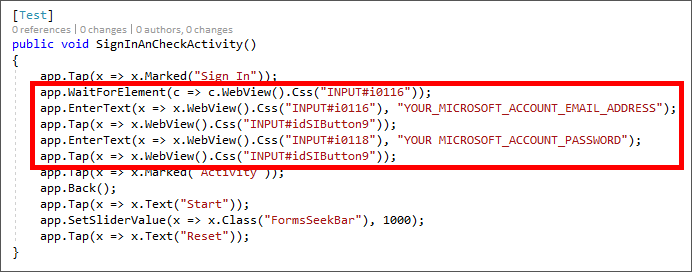 [Test]
0 references | 0 changes | 0 authors, 0 changes
public void SignInAnCheckActivity()
{
app.Tap(x => x.Marked("Sign In"));
app.WaitForElement(c => c.WebView().Css("INPUT#i0116"));
app.EnterText(x => x.WebView().Css("INPUT#i0116"), "YOUR_MICROSOFT_ACCOUNT_EMAIL_ADDRESS");
app.Tap(x => x.WebView().Css("INPUT#idSIButton9"));
app.EnterText(x => x.WebView().Css("INPUT#i0118"), "YOUR MICROSOFT_ACCOUNT_PASSWORD");
app.Tap(x => x.WebView().Css("INPUT#idSIButton9"));
app.Tap(x => x.Marked("Activity"));
app.Back();
app.Tap(x => x.Text("Start"));
app.SetSliderValue(x => x.Class("FormsSeekBar"), 1000);
app.Tap(x => x.Text("Reset"));
}